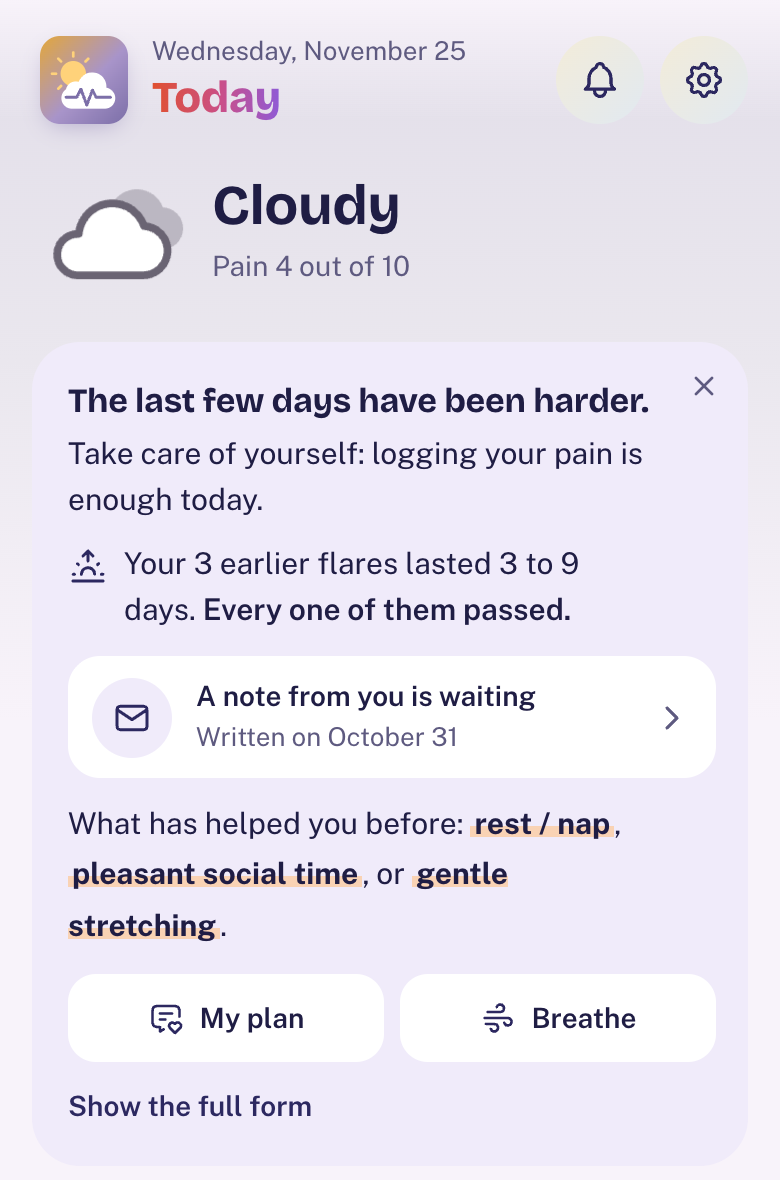 Wednesday, November 25
Today
Cloudy
Pain 4 out of 10
The last few days have been harder.
Take care of yourself: logging your pain is
enough today.
Your 3 earlier flares lasted 3 to 9
days. Every one of them passed.
A note from you is waiting
Written on October 31
What has helped you before: rest / nap,
pleasant social time, or gentle
stretching.
My plan
Breathe
Show the full form